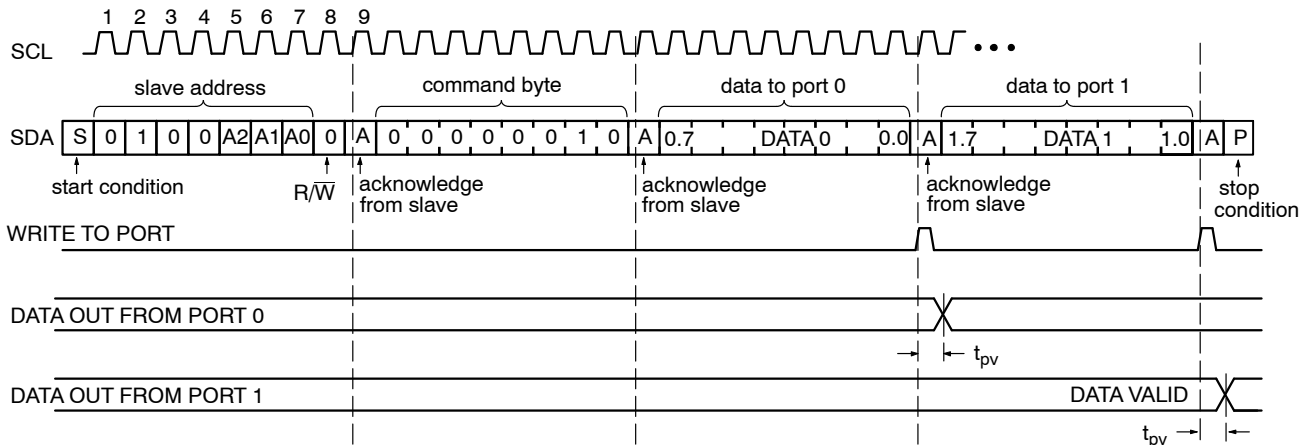 1 2 3 4 5 6 7 8 9
SCL
slave address command byte data to port 0 data to port 1
SDA S 0 1 0 0 A2 A1 A0 0 A 0 0 0 0 0 0 1 0 A 0.7 DATA 0 0.0 A 1.7 DATA 1 1.0 A P
start condition R/W̅ acknowledge from slave acknowledge from slave acknowledge from slave stop condition
WRITE TO PORT
DATA OUT FROM PORT 0
tpv
DATA OUT FROM PORT 1 DATA VALID
tpv